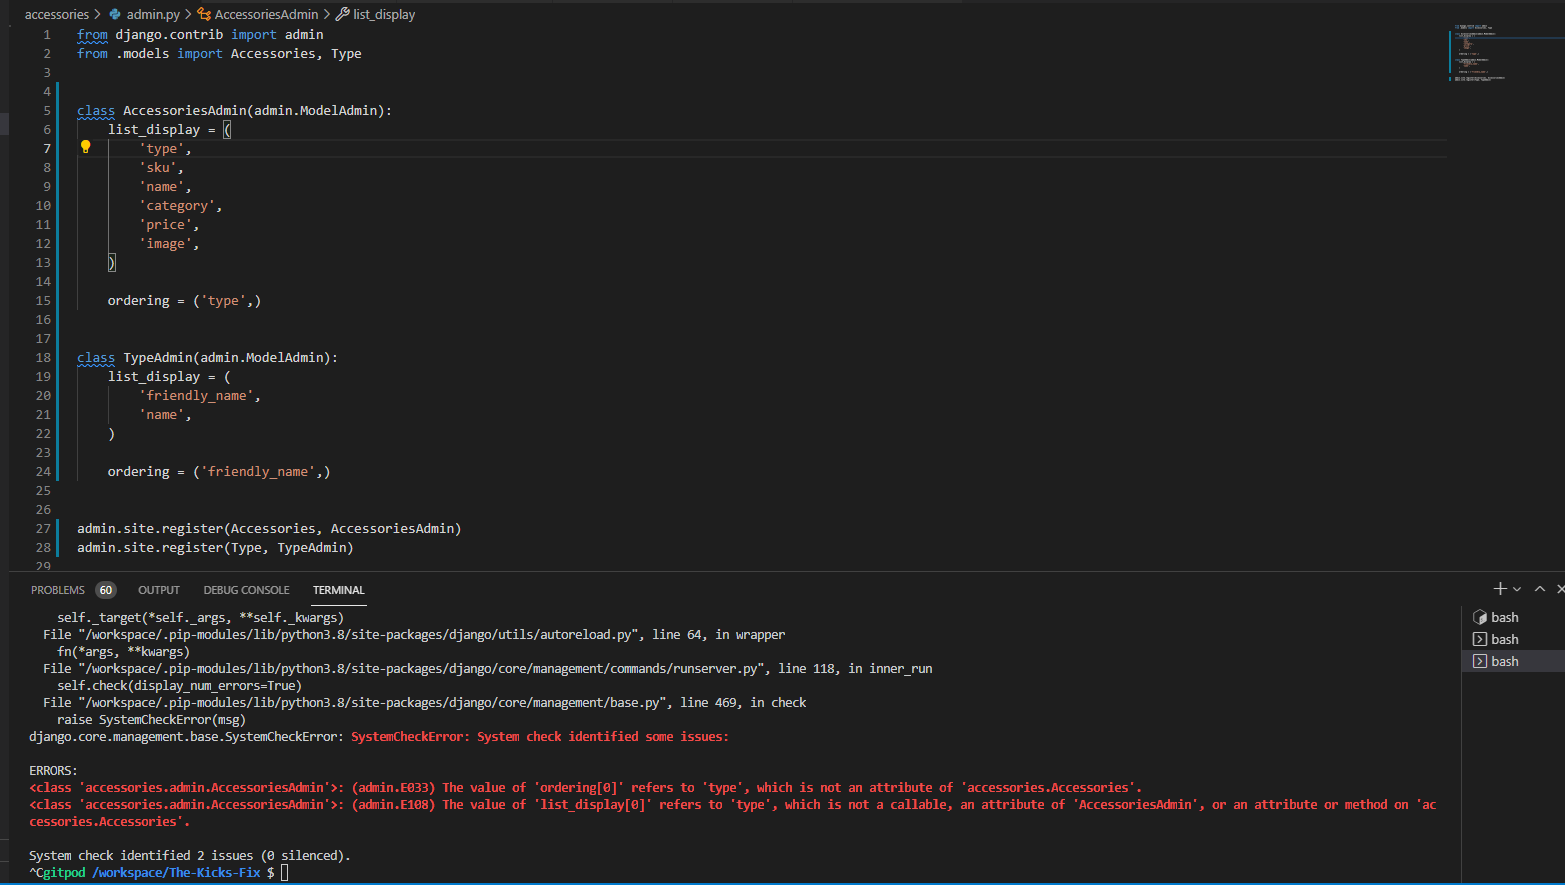 accessories > admin.py > AccessoriesAdmin > list_display
1 from django.contrib import admin
2 from .models import Accessories, Type
3
4
5 class AccessoriesAdmin(admin.ModelAdmin):
6 list_display = (
7 'type',
8 'sku',
9 'name',
10 'category',
11 'price',
12 'image',
13 )
14
15 ordering = ('type',)
16
17
18 class TypeAdmin(admin.ModelAdmin):
19 list_display = (
20 'friendly_name',
21 'name',
22 )
23
24 ordering = ('friendly_name',)
25
26
27 admin.site.register(Accessories, AccessoriesAdmin)
28 admin.site.register(Type, TypeAdmin)
29
PROBLEMS 60 OUTPUT DEBUG CONSOLE TERMINAL
self._target(*self._args, **self._kwargs)
File "/workspace/.pip-modules/lib/python3.8/site-packages/django/utils/autoreload.py", line 64, in wrapper
fn(*args, **kwargs)
File "/workspace/.pip-modules/lib/python3.8/site-packages/django/core/management/commands/runserver.py", line 118, in inner_run
self.check(display_num_errors=True)
File "/workspace/.pip-modules/lib/python3.8/site-packages/django/core/management/base.py", line 469, in check
raise SystemCheckError(msg)
django.core.management.base.SystemCheckError: SystemCheckError: System check identified some issues:
ERRORS:
<class 'accessories.admin.AccessoriesAdmin'>: (admin.E033) The value of 'ordering[0]' refers to 'type', which is not an attribute of 'accessories.Accessories'.
<class 'accessories.admin.AccessoriesAdmin'>: (admin.E108) The value of 'list_display[0]' refers to 'type', which is not a callable, an attribute of 'AccessoriesAdmin', or an attribute or method on 'ac
cessories.Accessories'.
System check identified 2 issues (0 silenced).
^Cgitpod /workspace/The-Kicks-Fix $
bash
bash
bash